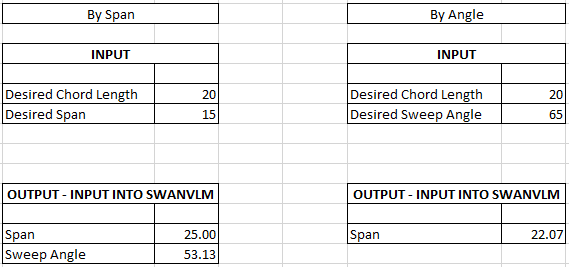 By Span
INPUT
Desired Chord Length 20
Desired Span 15
OUTPUT - INPUT INTO SWANVLM
Span 25.00
Sweep Angle 53.13
By Angle
INPUT
Desired Chord Length 20
Desired Sweep Angle 65
OUTPUT - INPUT INTO SWANVLM
Span 22.07